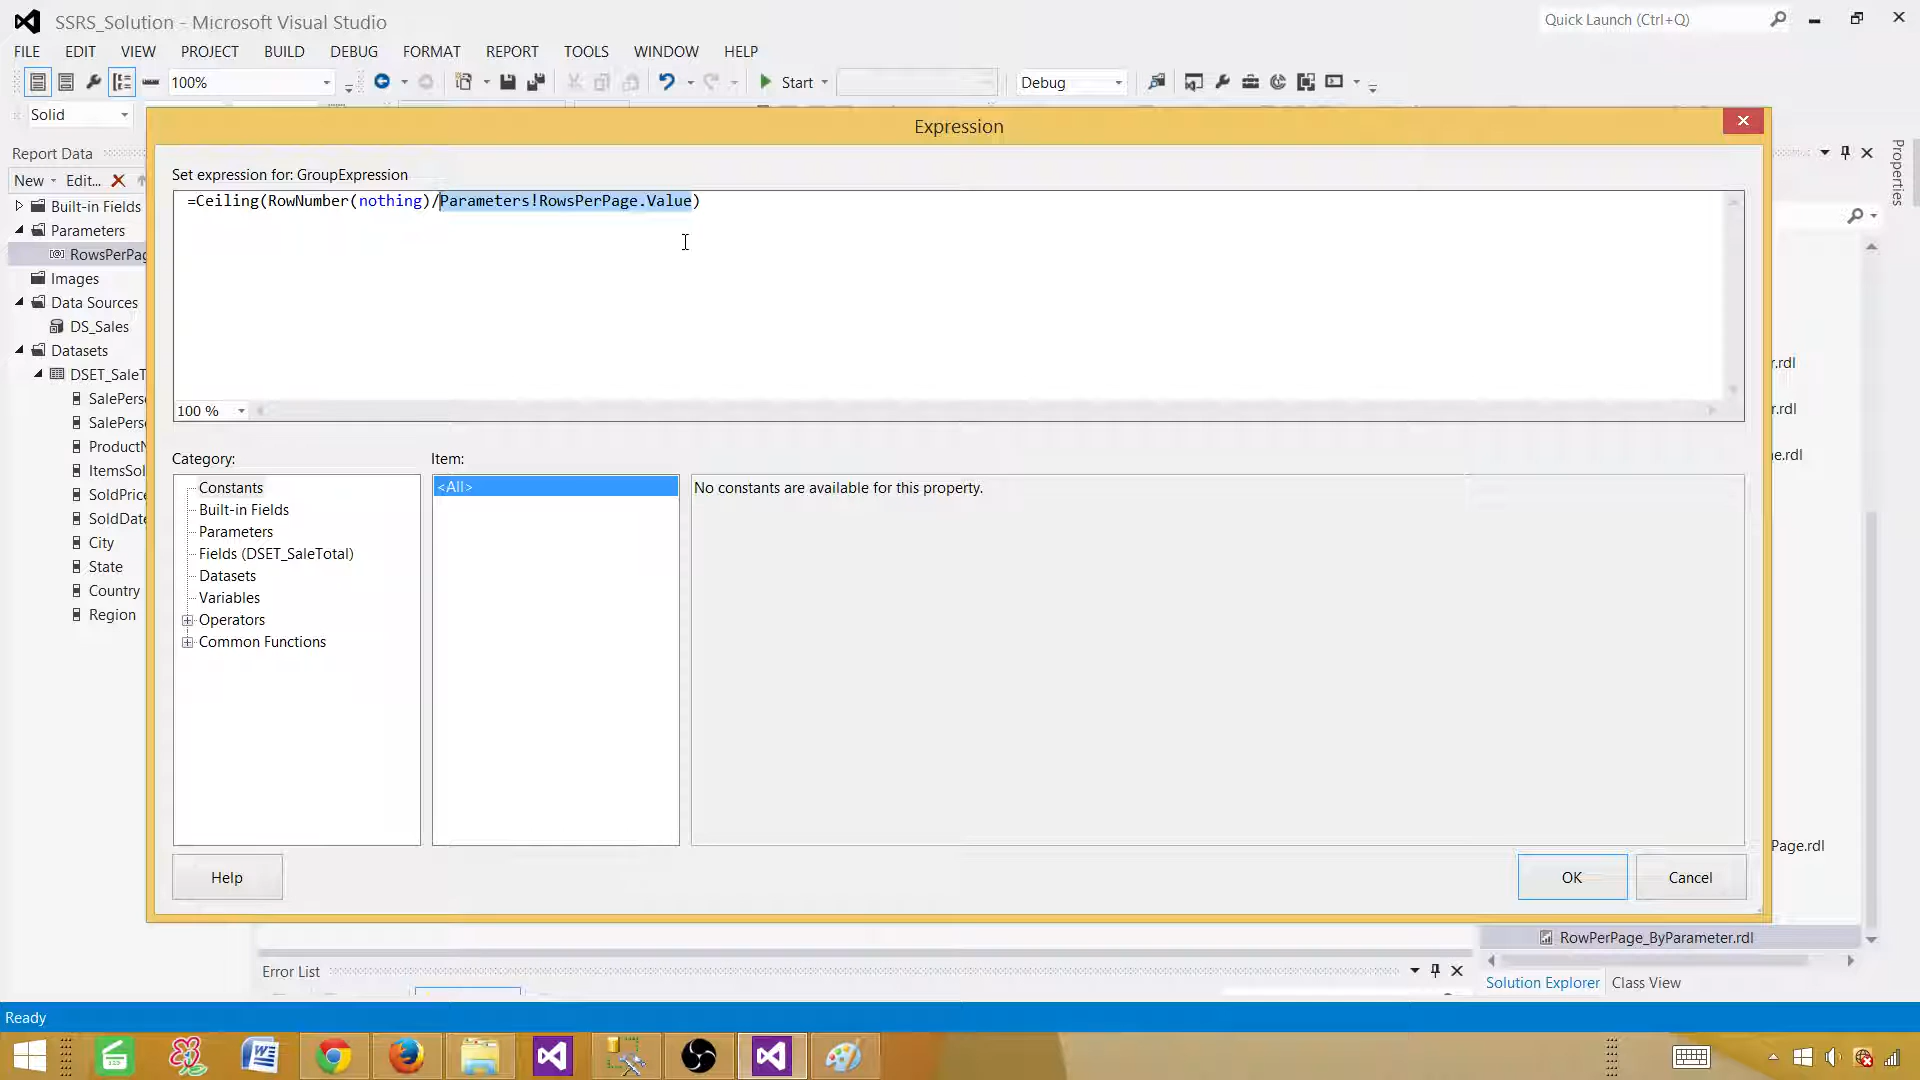 SSRS_Solution - Microsoft Visual Studio
Quick Launch (Ctrl+Q)
FILE EDIT VIEW PROJECT BUILD DEBUG FORMAT REPORT TOOLS WINDOW HELP
100%
Start
Debug
Solid
Expression
Report Data
New Edit...
Set expression for: GroupExpression
=Ceiling(RowNumber(nothing)/Parameters!RowsPerPage.Value)
Properties
Built-in Fields
Parameters
RowsPerPag
Images
Data Sources
DS_Sales
Datasets
DSET_SaleT
SalePers
SalePers
ProductN
ItemsSol
SoldPrice
SoldDate
City
State
Country
Region
100 %
Category:
Item:
Constants
Built-in Fields
Parameters
Fields (DSET_SaleTotal)
Datasets
Variables
Operators
Common Functions
<All>
No constants are available for this property.
r.rdl
r.rdl
e.rdl
Page.rdl
Help
OK
Cancel
RowPerPage_ByParameter.rdl
Error List
Solution Explorer
Class View
Ready